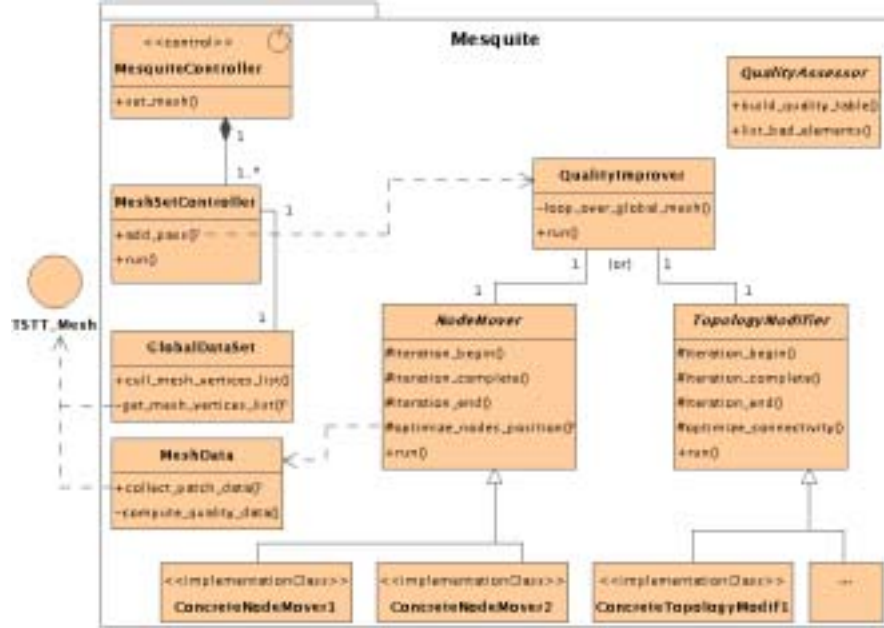 Mesquite
<<control>>
MesquiteController
+set_mesh()
1
1..*
MeshSetController
+add_pass()
+run()
1
1
TSTT_Mesh
GlobalDataSet
+cull_mesh_vertices_list()
-get_mesh_vertices_list()
MeshData
+collect_patch_data()
-compute_quality_data()
QualityAssessor
+build_quality_table()
+list_bad_elements()
QualityImprover
-loop_over_global_mesh()
+run()
1
(or)
1
1
1
NodeMover
#iteration_begin()
#iteration_complete()
#iteration_end()
#optimize_nodes_position()
+run()
TopologyModifier
#iteration_begin()
#iteration_complete()
#iteration_end()
#optimize_connectivity()
+run()
<<implementationClass>>
ConcreteNodeMover1
<<implementationClass>>
ConcreteNodeMover2
<<implementationClass>>
ConcreteTopologyModif1
...